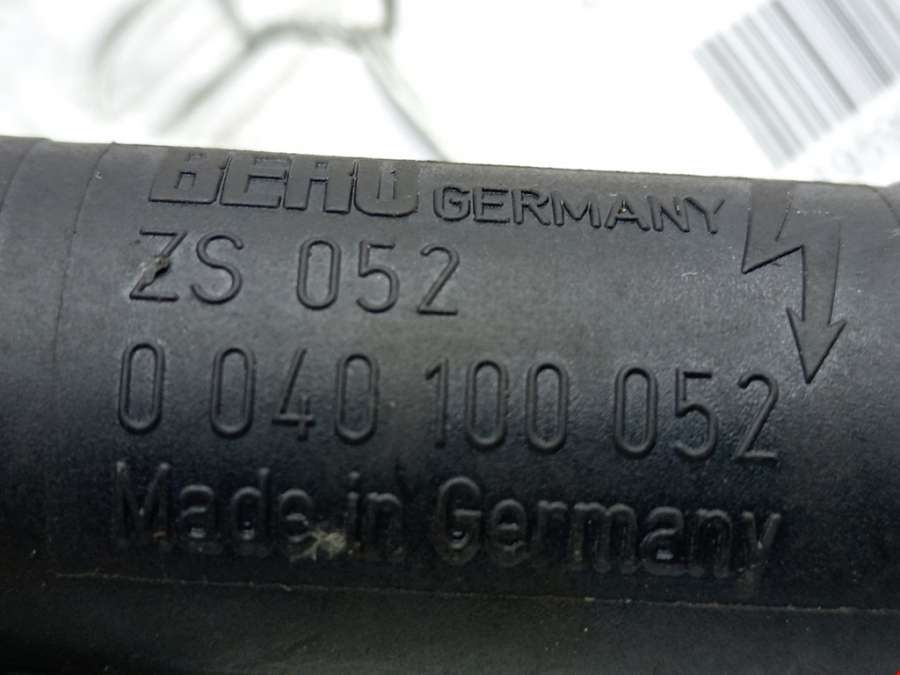 BERU GERMANY
ZS 052
0 040 100 052
Made in Germany